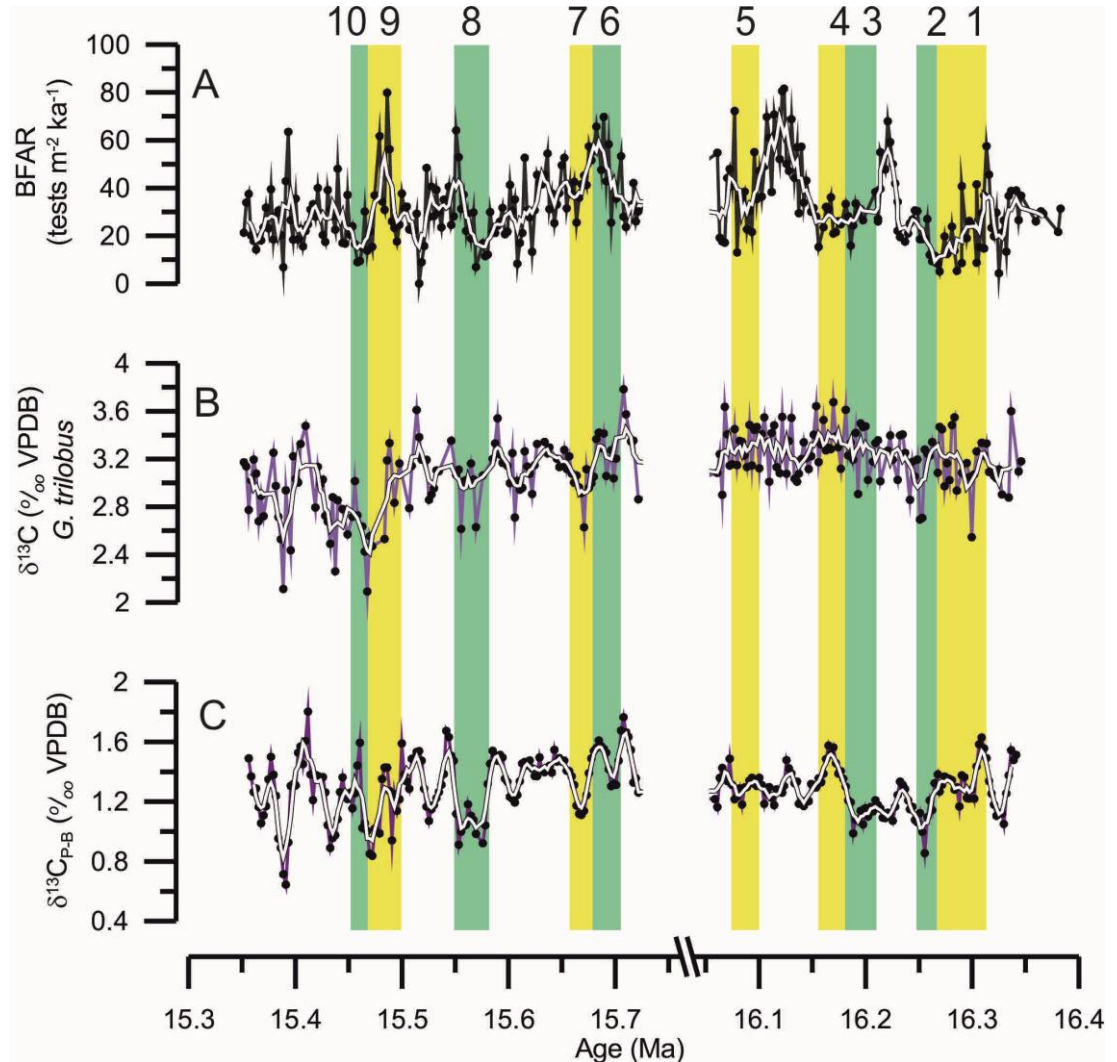 10 9 8 7 6 5 4 3 2 1
A
BFAR
(tests m⁻² ka⁻¹)
100
80
60
40
20
0
B
δ¹³C (‰ VPDB)
G. trilobus
4
3.6
3.2
2.8
2.4
2
C
δ¹³C_P-B (‰ VPDB)
2
1.6
1.2
0.8
0.4
15.3 15.4 15.5 15.6 15.7 16.1 16.2 16.3 16.4
Age (Ma)